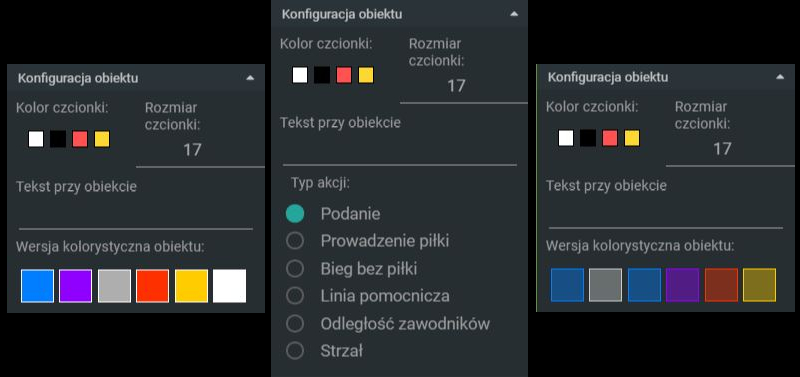 Konfiguracja obiektu
Kolor czcionki:
Rozmiar
czcionki:
17
Tekst przy obiekcie
Wersja kolorystyczna obiektu:
Konfiguracja obiektu
Kolor czcionki:
Rozmiar
czcionki:
17
Tekst przy obiekcie
Typ akcji:
Podanie
Prowadzenie piłki
Bieg bez piłki
Linia pomocnicza
Odległość zawodników
Strzał
Konfiguracja obiektu
Kolor czcionki:
Rozmiar
czcionki:
17
Tekst przy obiekcie
Wersja kolorystyczna obiektu: